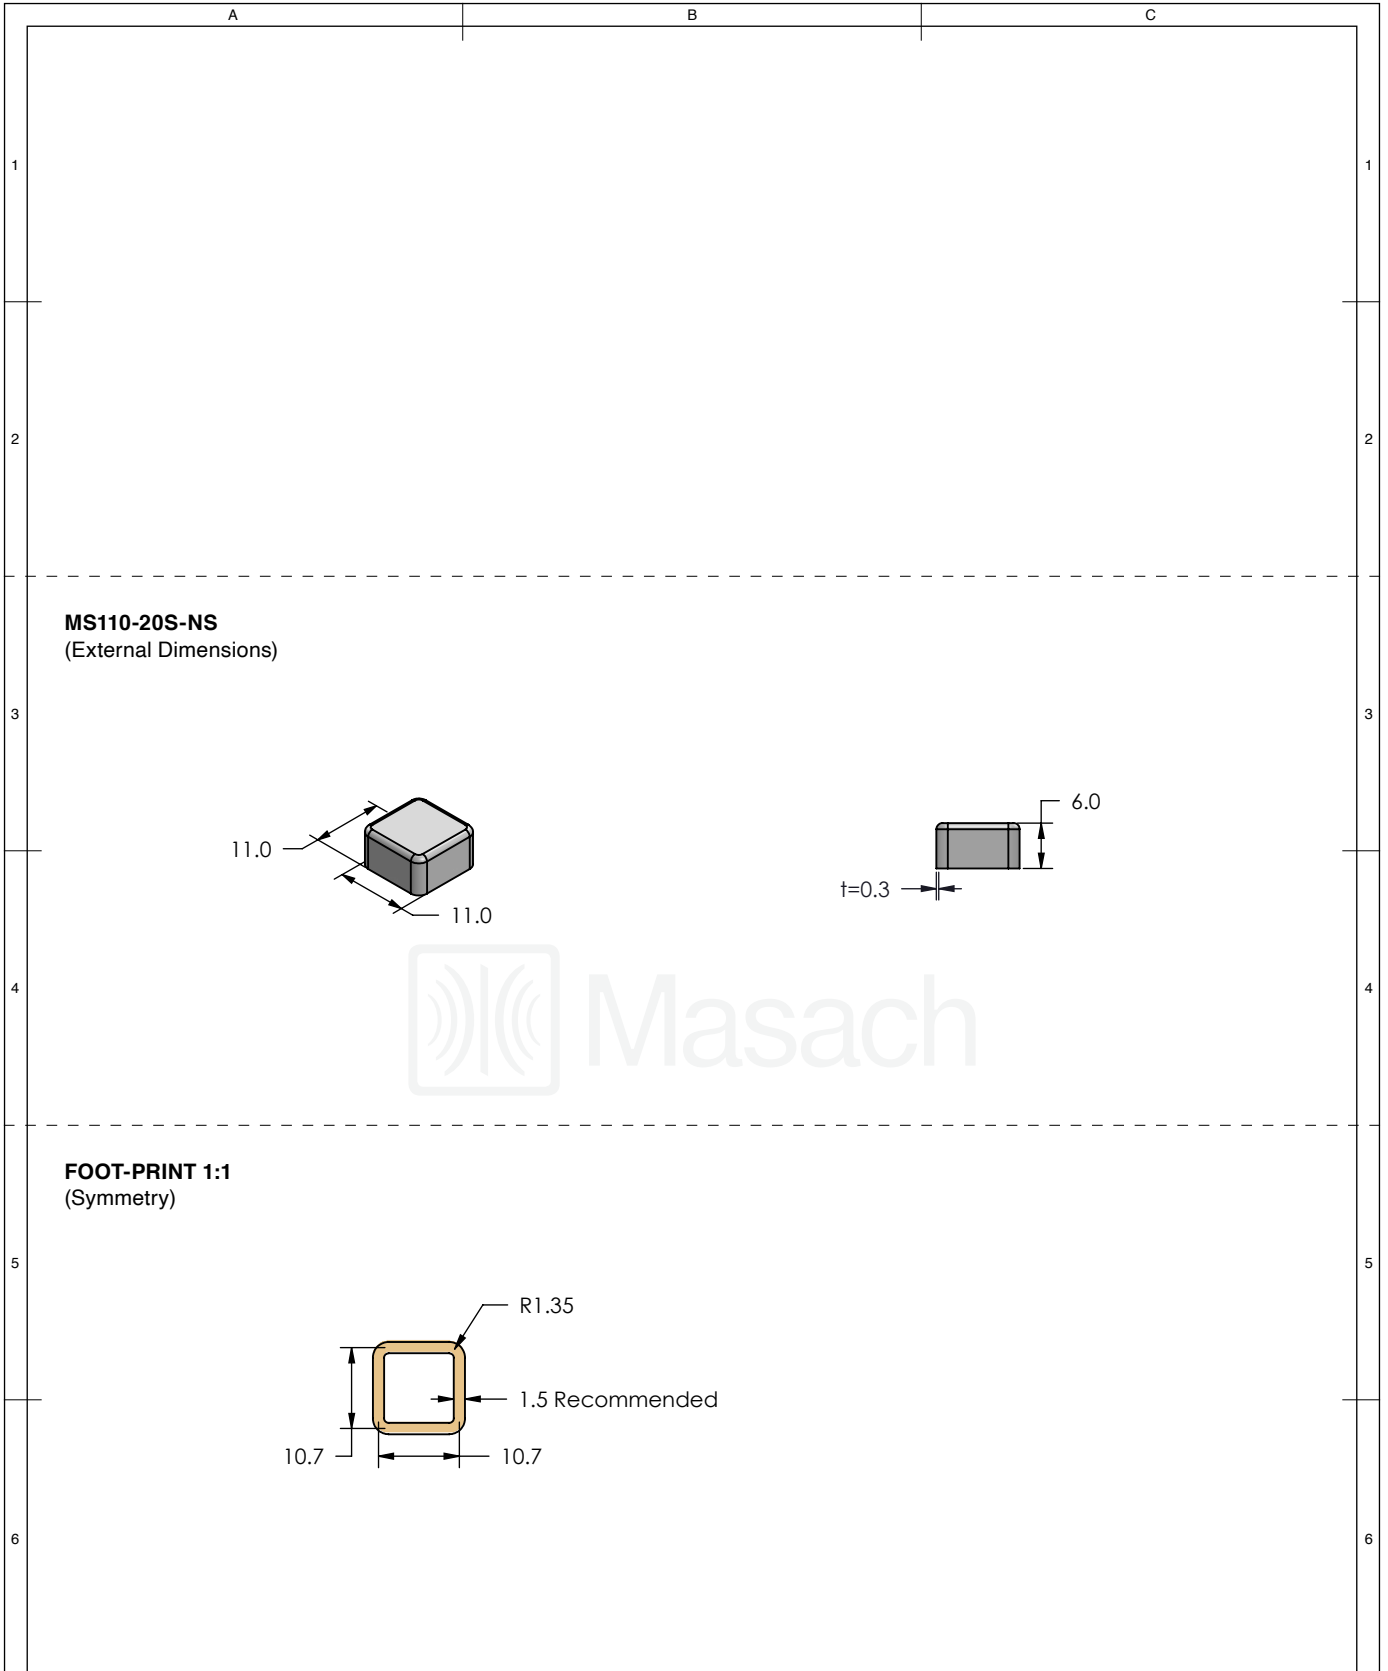 A B C
1 1
2 2
MS110-20S-NS
(External Dimensions)
3 3
6.0
11.0
t=0.3
11.0
Masach
4 4
FOOT-PRINT 1:1
(Symmetry)
5 5
R1.35
1.5 Recommended
10.7 10.7
6 6